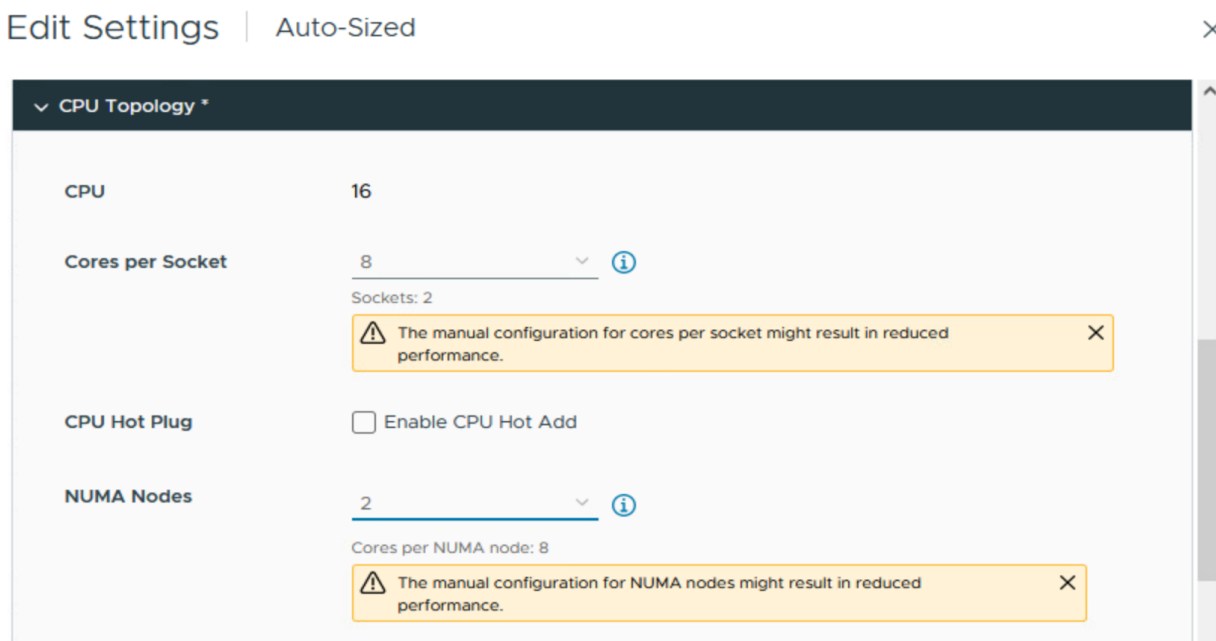 Edit Settings | Auto-Sized
CPU Topology *
CPU 16
Cores per Socket 8
Sockets: 2
The manual configuration for cores per socket might result in reduced
performance.
CPU Hot Plug Enable CPU Hot Add
NUMA Nodes 2
Cores per NUMA node: 8
The manual configuration for NUMA nodes might result in reduced
performance.